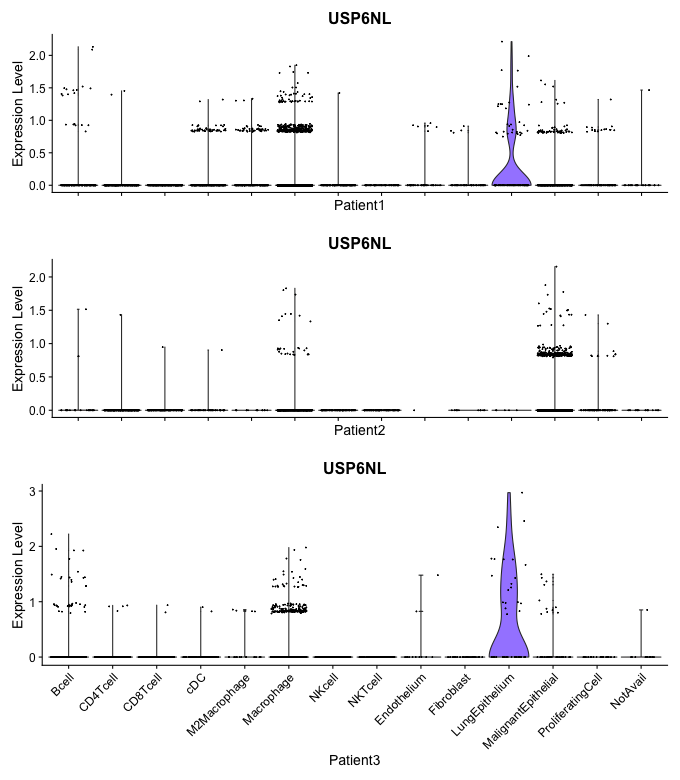 USP6NL
Expression Level
2.0
1.5
1.0
0.5
0.0
Patient1
USP6NL
Expression Level
2.0
1.5
1.0
0.5
0.0
Patient2
USP6NL
Expression Level
3
2
1
0
Bcell
CD4Tcell
CD8Tcell
cDC
M2Macrophage
Macrophage
NKcell
NKTcell
Endothelium
Fibroblast
LungEpithelium
MalignantEpithelial
ProliferatingCell
NotAvail
Patient3